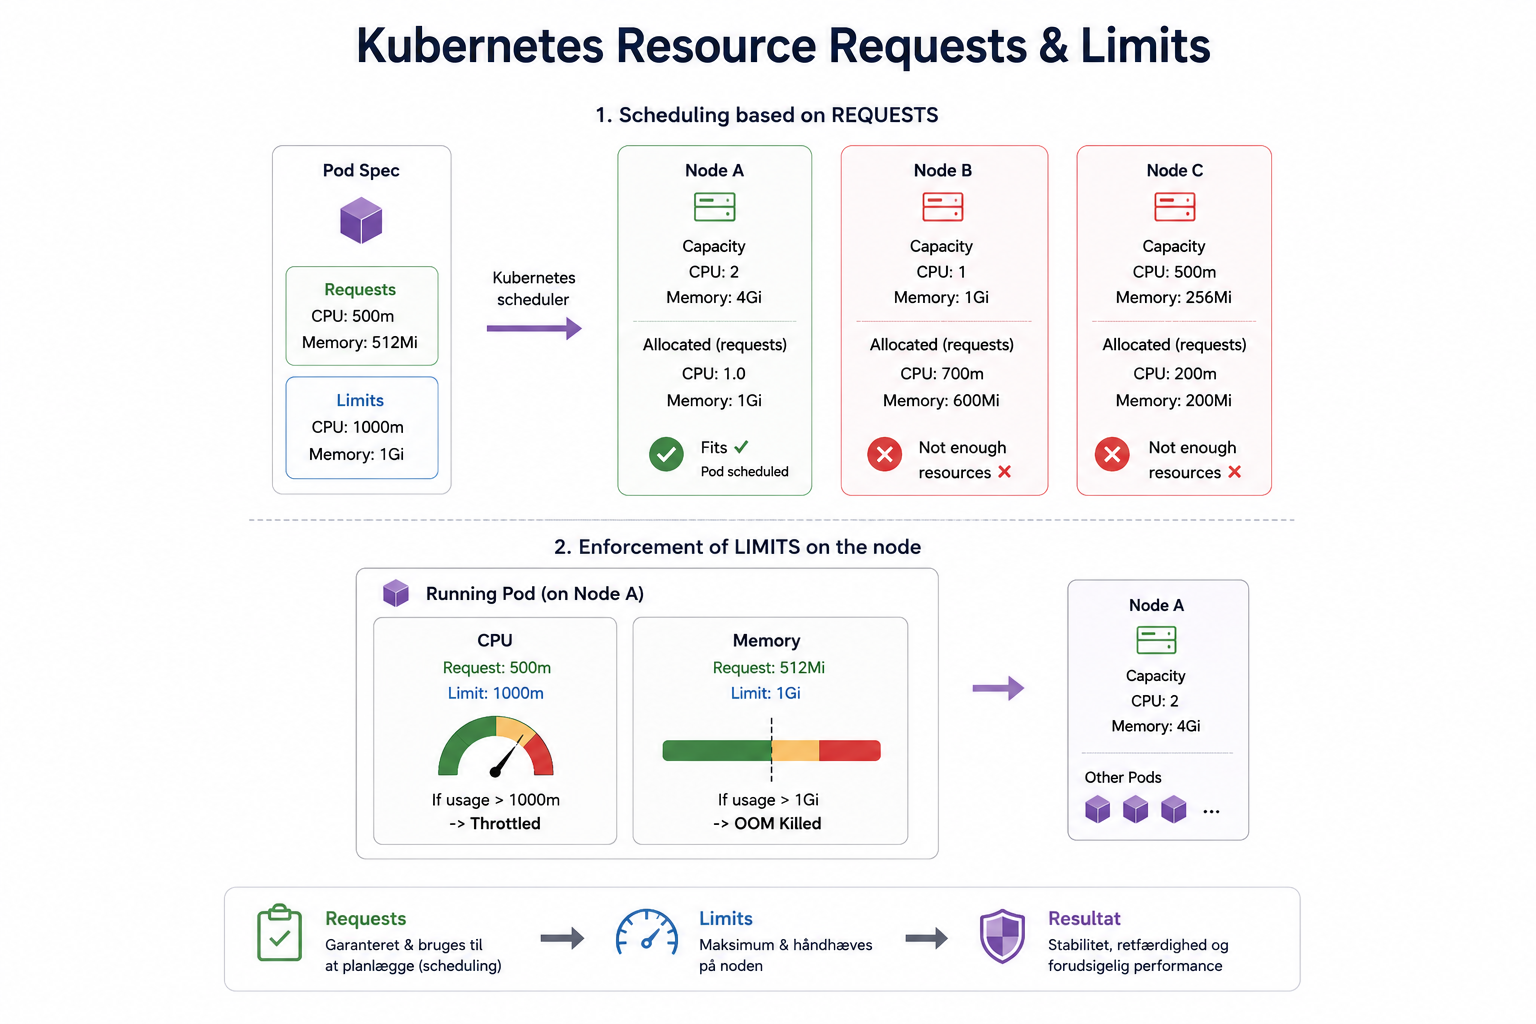 Kubernetes Resource Requests & Limits
1. Scheduling based on REQUESTS
Pod Spec
Requests
CPU: 500m
Memory: 512Mi
Limits
CPU: 1000m
Memory: 1Gi
Kubernetes
scheduler
Node A
Capacity
CPU: 2
Memory: 4Gi
Allocated (requests)
CPU: 1.0
Memory: 1Gi
Fits ✓
Pod scheduled
Node B
Capacity
CPU: 1
Memory: 1Gi
Allocated (requests)
CPU: 700m
Memory: 600Mi
Not enough
resources ✕
Node C
Capacity
CPU: 500m
Memory: 256Mi
Allocated (requests)
CPU: 200m
Memory: 200Mi
Not enough
resources ✕
2. Enforcement of LIMITS on the node
Running Pod (on Node A)
CPU
Request: 500m
Limit: 1000m
If usage > 1000m
-> Throttled
Memory
Request: 512Mi
Limit: 1Gi
If usage > 1Gi
-> OOM Killed
Node A
Capacity
CPU: 2
Memory: 4Gi
Other Pods
...
Requests
Garanteret & bruges til
at planlægge (scheduling)
Limits
Maksimum & håndhæves
på noden
Resultat
Stabilitet, retfærdighed og
forudsigelig performance